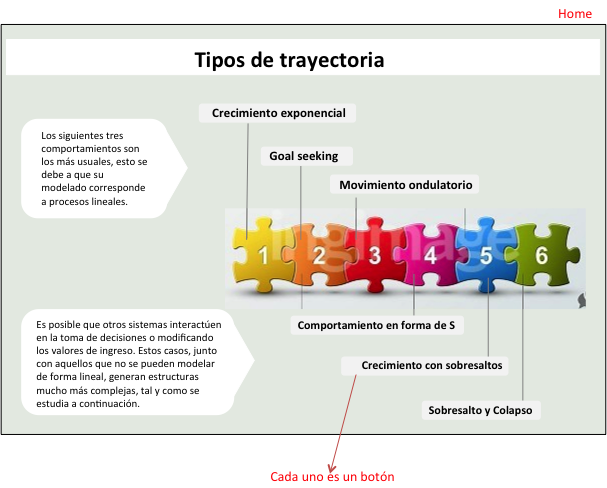 Home
Tipos de trayectoria
Crecimiento exponencial
Los siguientes tres
comportamientos son
los más usuales, esto se
debe a que su
modelado corresponde
a procesos lineales.
Goal seeking
Movimiento ondulatorio
ingimage
1 2 3 4 5 6
Es posible que otros sistemas interactúen
en la toma de decisiones o modificando
los valores de ingreso. Estos casos, junto
con aquellos que no se pueden modelar
de forma lineal, generan estructuras
mucho más complejas, tal y como se
estudia a continuación.
Comportamiento en forma de S
Crecimiento con sobresaltos
Sobresalto y Colapso
Cada uno es un botón